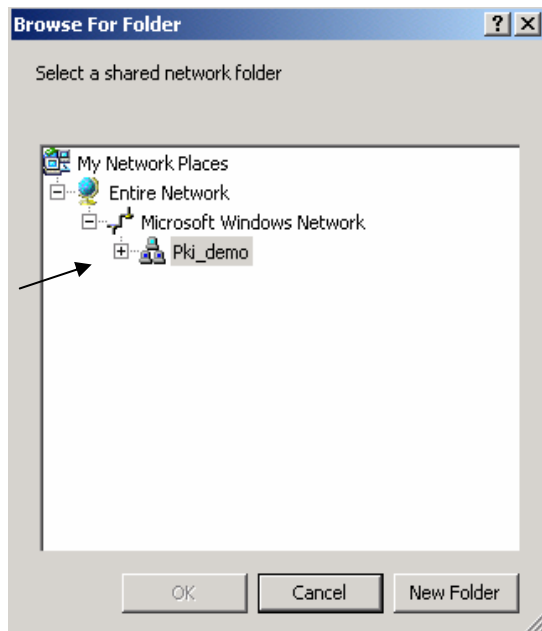 Browse For Folder
Select a shared network folder
My Network Places
Entire Network
Microsoft Windows Network
Pki_demo
OK Cancel New Folder